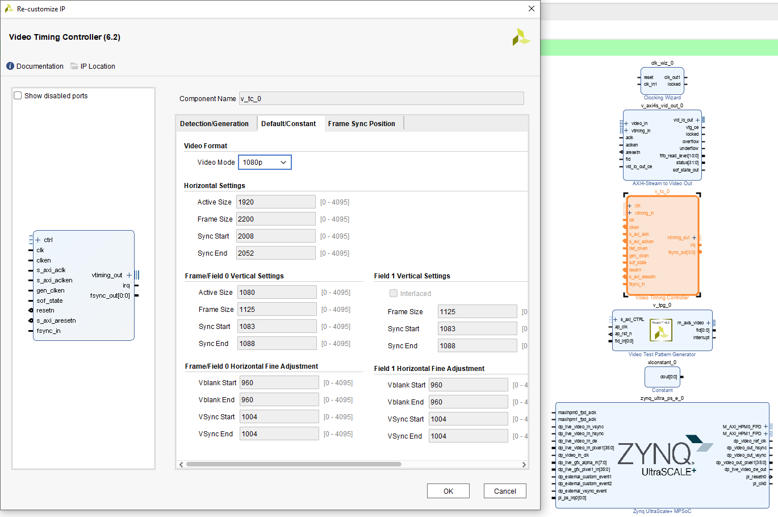 Re-customize IP
Video Timing Controller (6.2)
Documentation IP Location
Show disabled ports
ctrl
clk
clken
s_axi_aclk
s_axi_aclken
gen_clken
sof_state
resetn
s_axi_aresetn
fsync_in
vtiming_out
irq
fsync_out[0:0]
Component Name v_tc_0
Detection/Generation Default/Constant Frame Sync Position
Video Format
Video Mode 1080p
Horizontal Settings
Active Size 1920 [0 - 4095]
Frame Size 2200 [0 - 4095]
Sync Start 2008 [0 - 4095]
Sync End 2052 [0 - 4095]
Frame/Field 0 Vertical Settings
Active Size 1080 [0 - 4095]
Frame Size 1125 [0 - 4095]
Sync Start 1083 [0 - 4095]
Sync End 1088 [0 - 4095]
Field 1 Vertical Settings
Interlaced
Frame Size 1125 [0
Sync Start 1083 [0
Sync End 1088 [0
Frame/Field 0 Horizontal Fine Adjustment
Vblank Start 960 [0 - 4095]
Vblank End 960 [0 - 4095]
VSync Start 1004 [0 - 4095]
VSync End 1004 [0 - 4095]
Field 1 Horizontal Fine Adjustment
Vblank Start 960 [0 - 4
Vblank End 960 [0 - 4
VSync Start 1004 [0 - 4
VSync End 1004 [0 - 4
OK Cancel
clk_wiz_0
reset clk_out1
clk_in1 locked
Clocking Wizard
v_axi4s_vid_out_0
video_in
vtiming_in
aclk
aclken
aresetn
fid
vid_io_out_ce
vid_io_out
vtg_ce
locked
overflow
underflow
fifo_read_level[10:0]
status[31:0]
sof_state_out
AXI4-Stream to Video Out
v_tc_0
ctrl
vtiming_in
clk
clken
s_axi_aclk
s_axi_aclken
det_clken
gen_clken
sof_state
resetn
s_axi_aresetn
fsync_in
vtiming_out
irq
fsync_out[0:0]
Video Timing Controller
v_tpg_0
s_axi_CTRL
ap_clk
ap_rst_n
fid_in[0:0]
m_axis_video
fid[0:0]
interrupt
Video Test Pattern Generator
xlconstant_0
dout[0:0]
Constant
zynq_ultra_ps_e_0
maxihpm0_fpd_aclk
maxihpm1_fpd_aclk
dp_live_video_in_vsync
dp_live_video_in_hsync
dp_live_video_in_de
dp_live_video_in_pixel1[35:0]
dp_video_in_clk
dp_live_gfx_alpha_in[7:0]
dp_live_gfx_pixel1_in[35:0]
dp_external_custom_event1
dp_external_custom_event2
dp_external_vsync_event
pl_ps_irq0[0:0]
ZYNQ
UltraSCALE+
M_AXI_HPM0_FPD
M_AXI_HPM1_FPD
dp_video_ref_clk
dp_video_out_hsync
dp_video_out_vsync
dp_video_out_pixel1[35:0]
dp_live_video_de_out
pl_resetn0
pl_clk0
Zynq UltraScale+ MPSoC